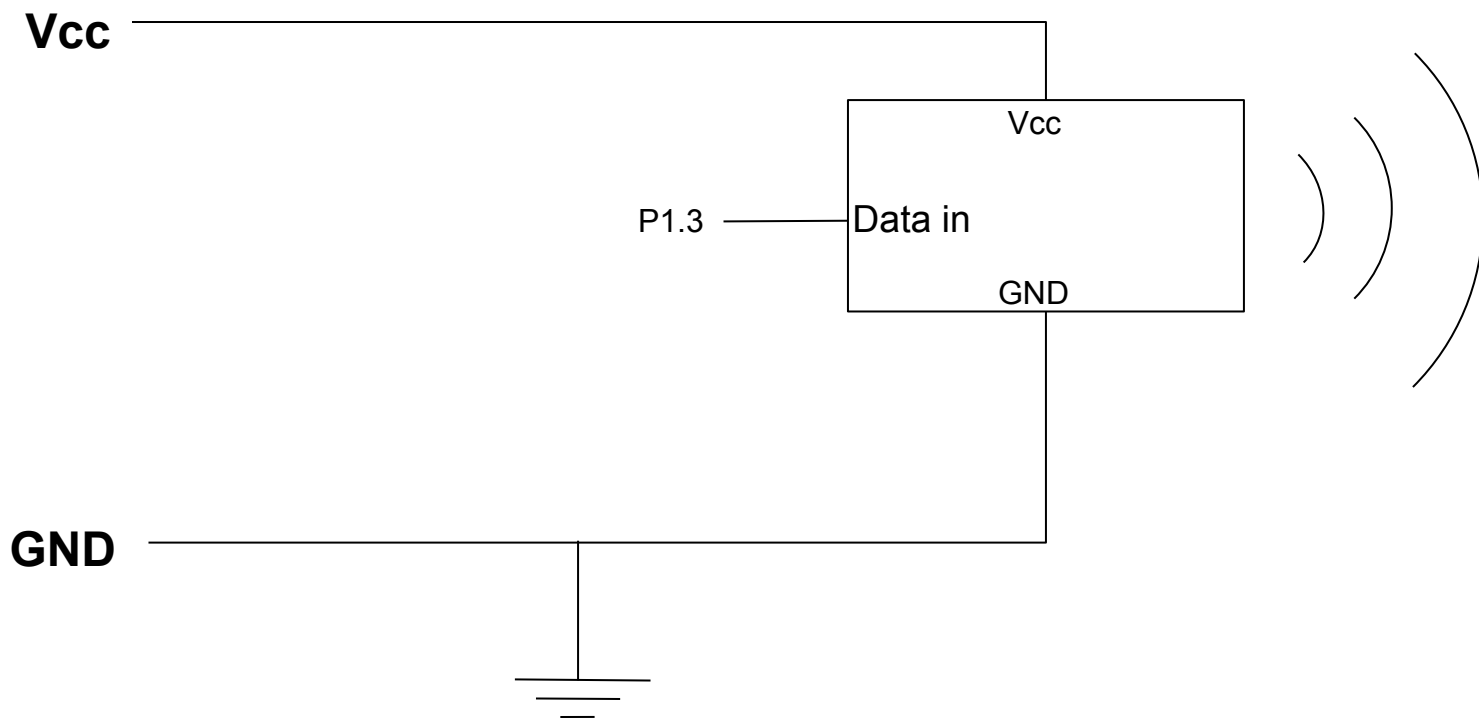 Vcc
Vcc
P1.3
Data in
GND
GND